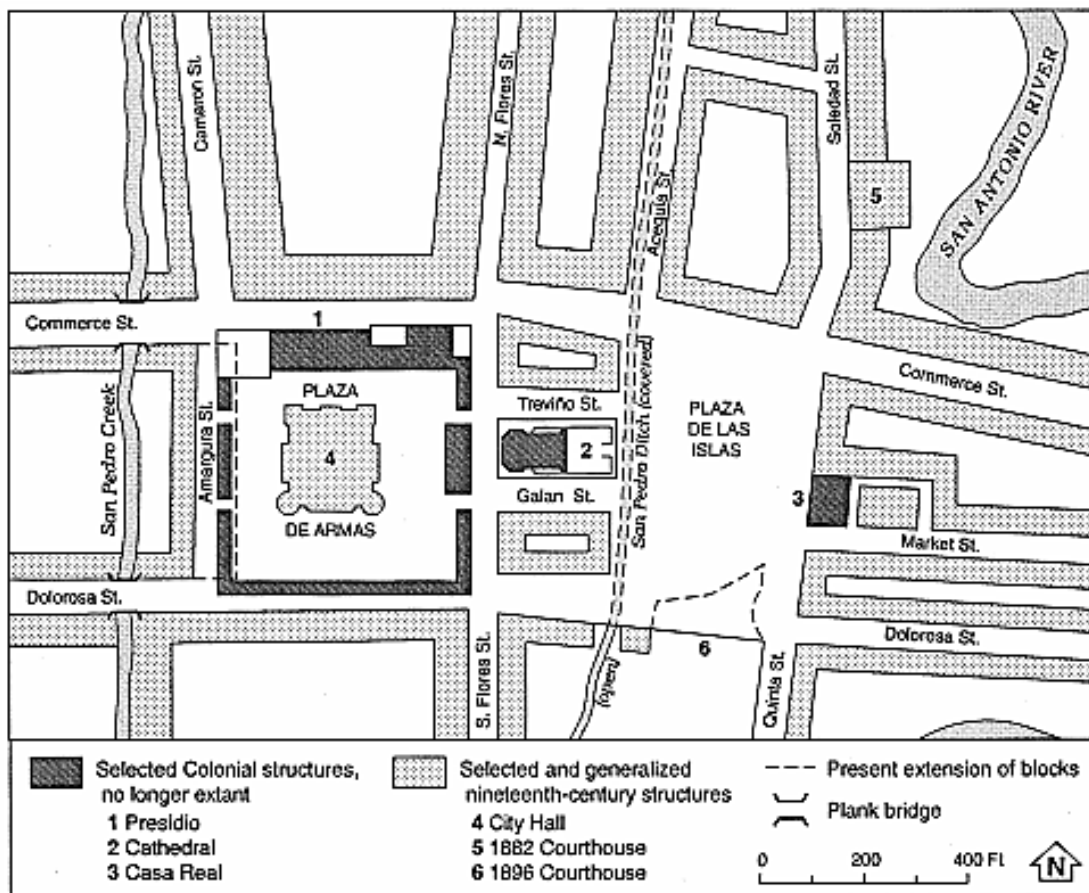 Cameron St.
N. Flores St.
Acequia St.
Soledad St.
SAN ANTONIO RIVER
5
Commerce St.
1
San Pedro Creek
Amargura St.
PLAZA
4
DE ARMAS
Treviño St.
2
Galan St.
San Pedro Ditch (covered)
PLAZA
DE LAS
ISLAS
Commerce St.
3
Market St.
Dolorosa St.
S. Flores St.
(open)
6
Quinta St.
Dolorosa St.
Selected Colonial structures,
no longer extant
1 Presidio
2 Cathedral
3 Casa Real
Selected and generalized
nineteenth-century structures
4 City Hall
5 1882 Courthouse
6 1896 Courthouse
Present extension of blocks
Plank bridge
0 200 400 Ft.
N